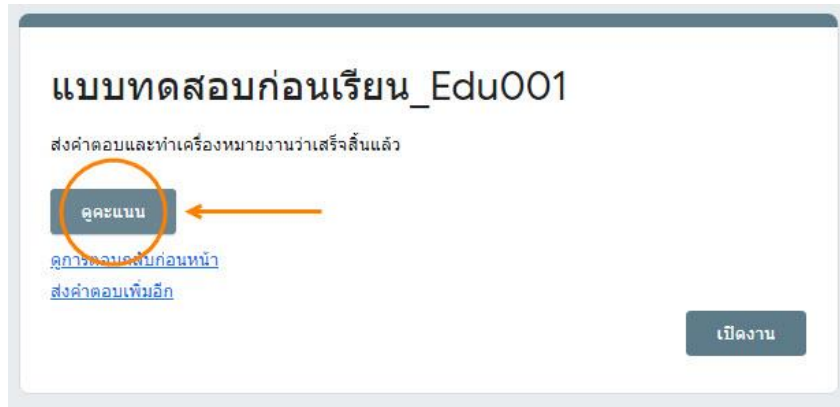 แบบทดสอบก่อนเรียน_Edu001
ส่งคำตอบและทำเครื่องหมายงานว่าเสร็จสิ้นแล้ว
ดูคะแนน
ดูการตอบกลับก่อนหน้า
ส่งคำตอบเพิ่มอีก
เปิดงาน